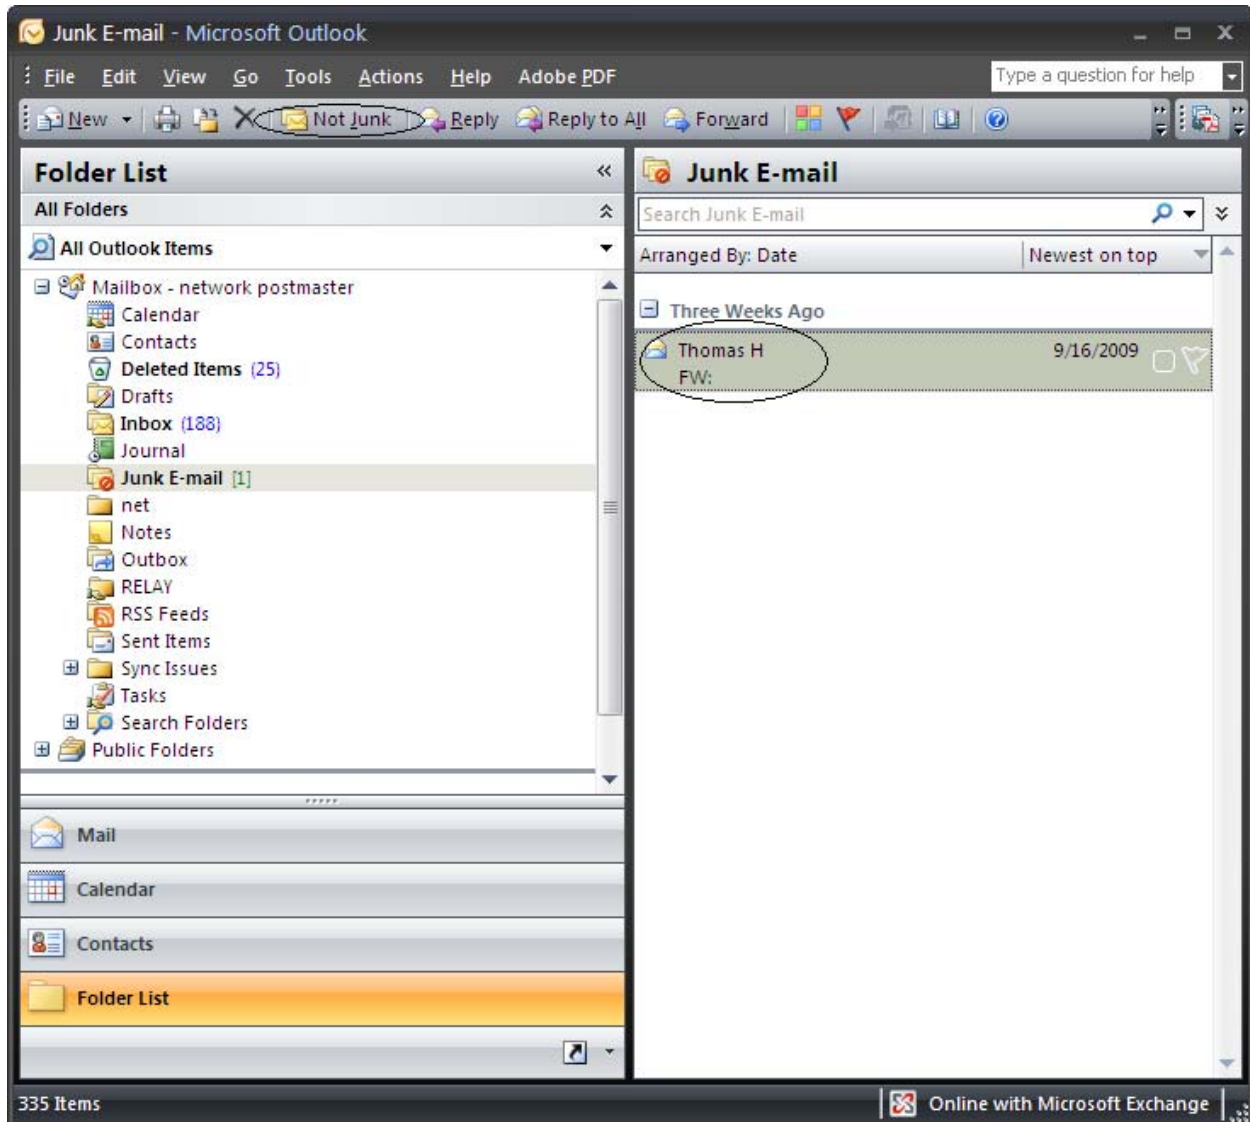 Junk E-mail - Microsoft Outlook
File Edit View Go Tools Actions Help Adobe PDF Type a question for help
New Not Junk Reply Reply to All Forward
Folder List «
All Folders
All Outlook Items
Mailbox - network postmaster
Calendar
Contacts
Deleted Items (25)
Drafts
Inbox (188)
Journal
Junk E-mail [1]
net
Notes
Outbox
RELAY
RSS Feeds
Sent Items
Sync Issues
Tasks
Search Folders
Public Folders
Mail
Calendar
Contacts
Folder List
Junk E-mail
Search Junk E-mail
Arranged By: Date Newest on top
Three Weeks Ago
Thomas H 9/16/2009
FW:
335 Items Online with Microsoft Exchange